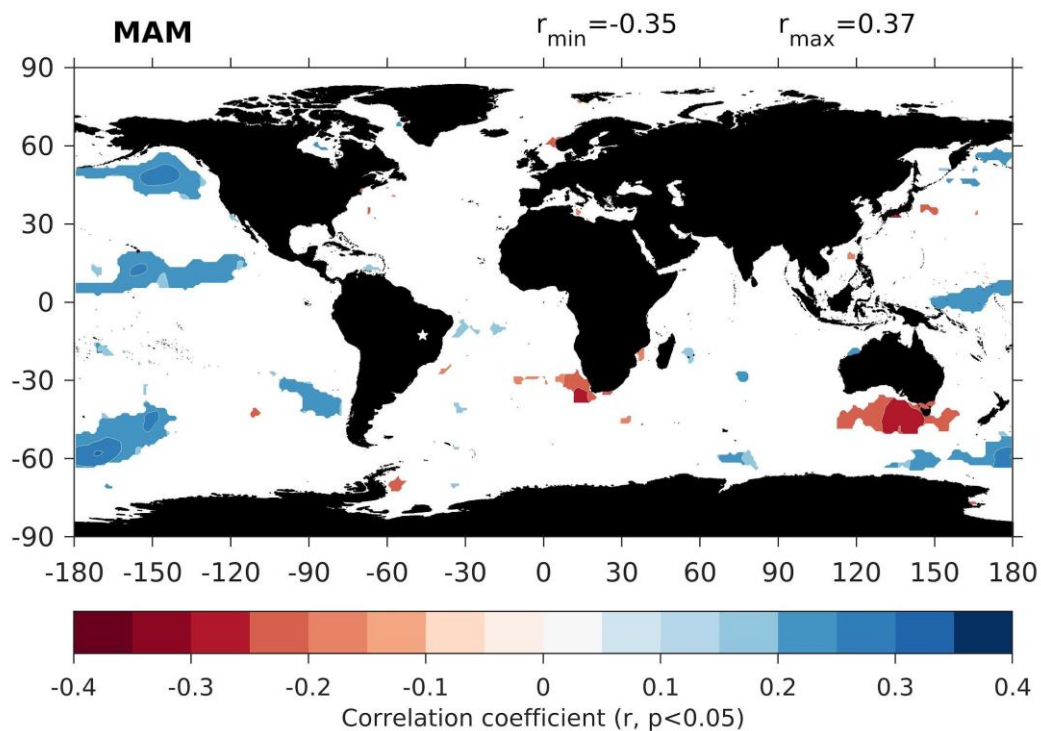 MAM r_min=-0.35 r_max=0.37
90
60
30
0
-30
-60
-90
-180 -150 -120 -90 -60 -30 0 30 60 90 120 150 180
-0.4 -0.3 -0.2 -0.1 0 0.1 0.2 0.3 0.4
Correlation coefficient (r, p<0.05)